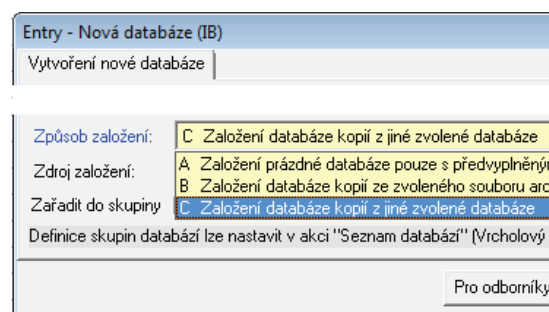 Entry - Nová databáze (IB)
Vytvoření nové databáze
Způsob založení: C Založení databáze kopií z jiné zvolené databáze
Zdroj založení: A Založení prázdné databáze pouze s
B Založení databáze kopií ze zvoleného souboru
Zařadit do skupiny C Založení databáze kopií z jiné zvolené databáze
Definice skupin databází lze nastavit v akci "Seznam databází" (Vrcholový
Pro odborníky